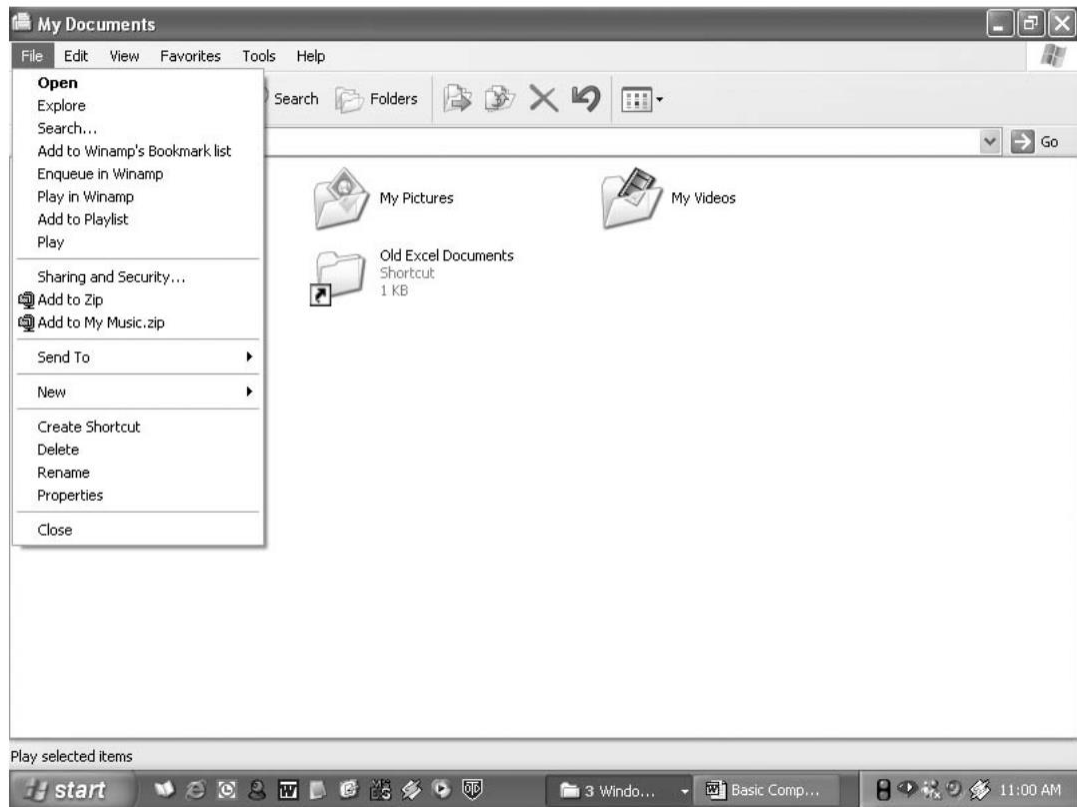 My Documents
File Edit View Favorites Tools Help
Search Folders
Go
Open
Explore
Search...
Add to Winamp's Bookmark list
Enqueue in Winamp
Play in Winamp
Add to Playlist
Play
Sharing and Security...
Add to Zip
Add to My Music.zip
Send To
New
Create Shortcut
Delete
Rename
Properties
Close
My Pictures
My Videos
Old Excel Documents
Shortcut
1 KB
Play selected items
start 3 Windo... Basic Comp... 11:00 AM